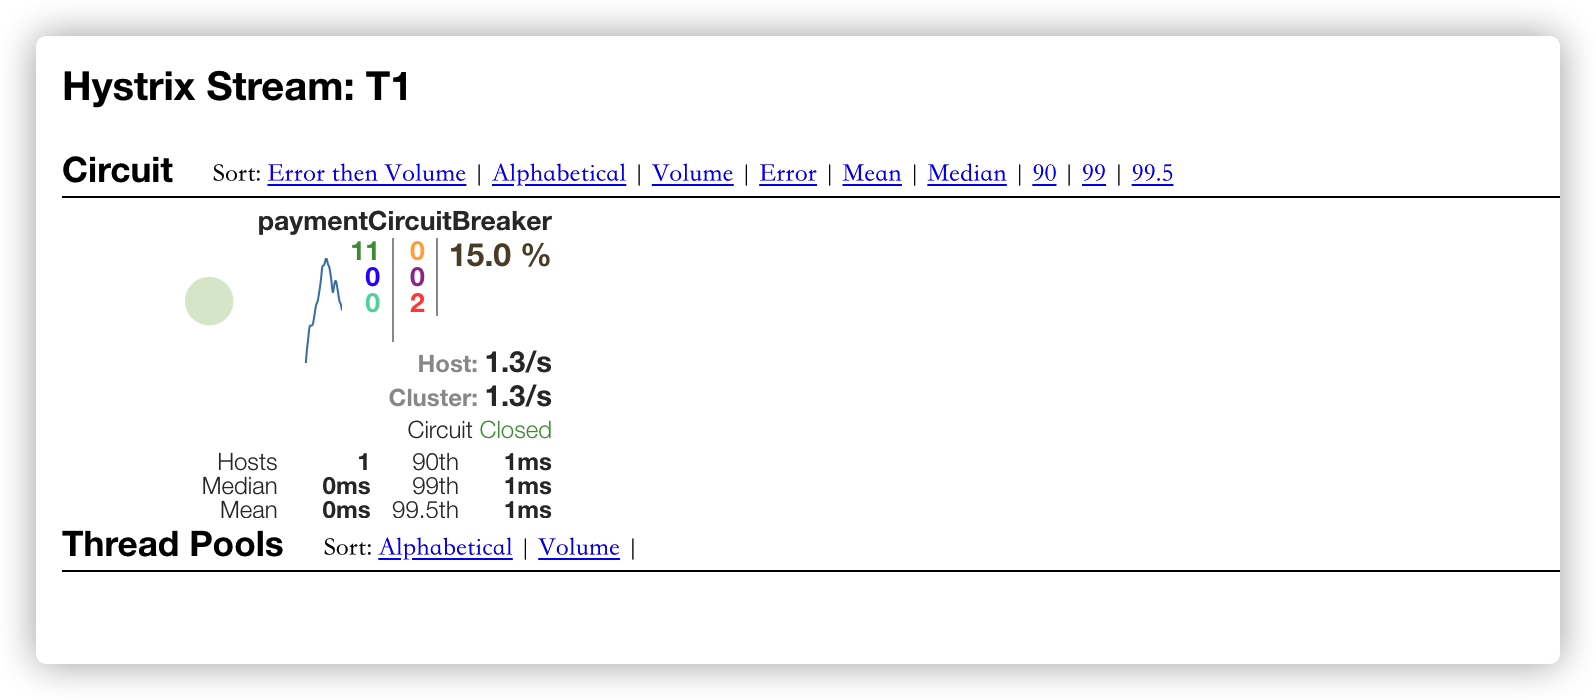 Hystrix Stream: T1
Circuit Sort: Error then Volume | Alphabetical | Volume | Error | Mean | Median | 90 | 99 | 99.5
paymentCircuitBreaker
11 0 15.0 %
0 0
0 2
Host: 1.3/s
Cluster: 1.3/s
Circuit Closed
Hosts 1 90th 1ms
Median 0ms 99th 1ms
Mean 0ms 99.5th 1ms
Thread Pools Sort: Alphabetical | Volume |